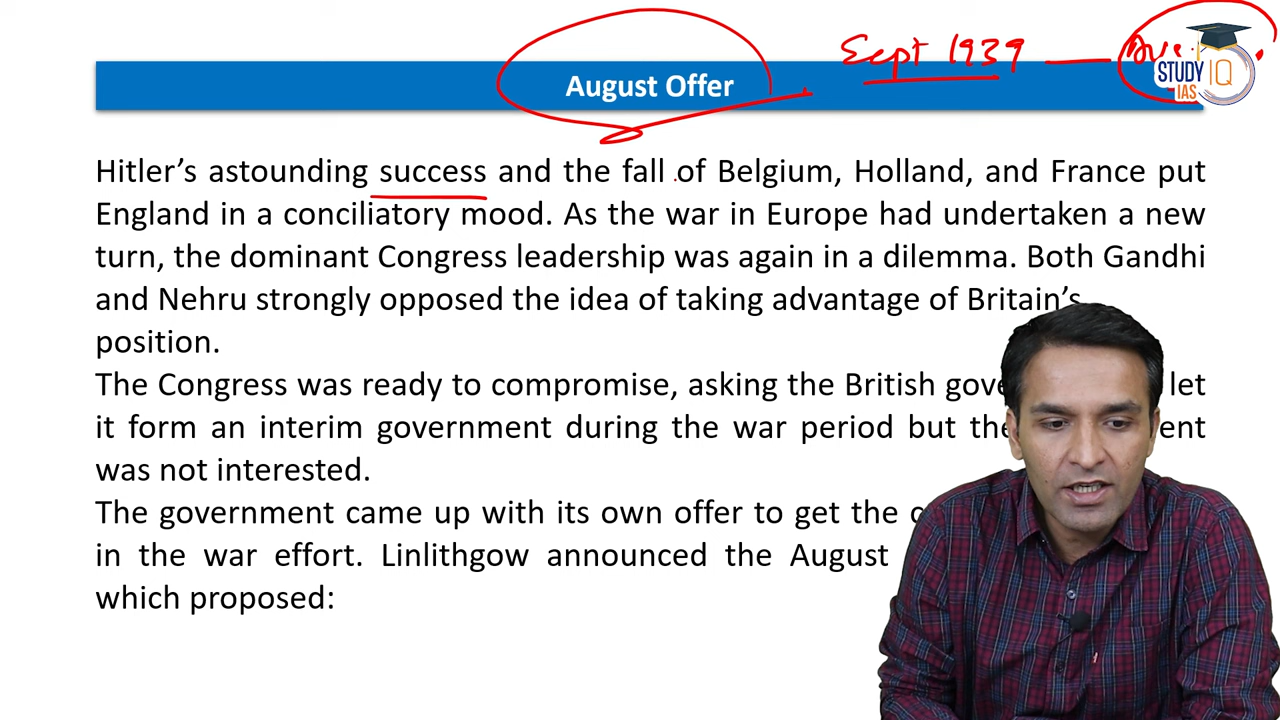 Sept 1939
STUDY IQ
IAS
August Offer
Hitler’s astounding success and the fall of Belgium, Holland, and France put
England in a conciliatory mood. As the war in Europe had undertaken a new
turn, the dominant Congress leadership was again in a dilemma. Both Gandhi
and Nehru strongly opposed the idea of taking advantage of Britain’s
position.
The Congress was ready to compromise, asking the British let
it form an interim government during the war period but
was not interested.
The government came up with its own offer to get the
in the war effort. Linlithgow announced the August
which proposed: